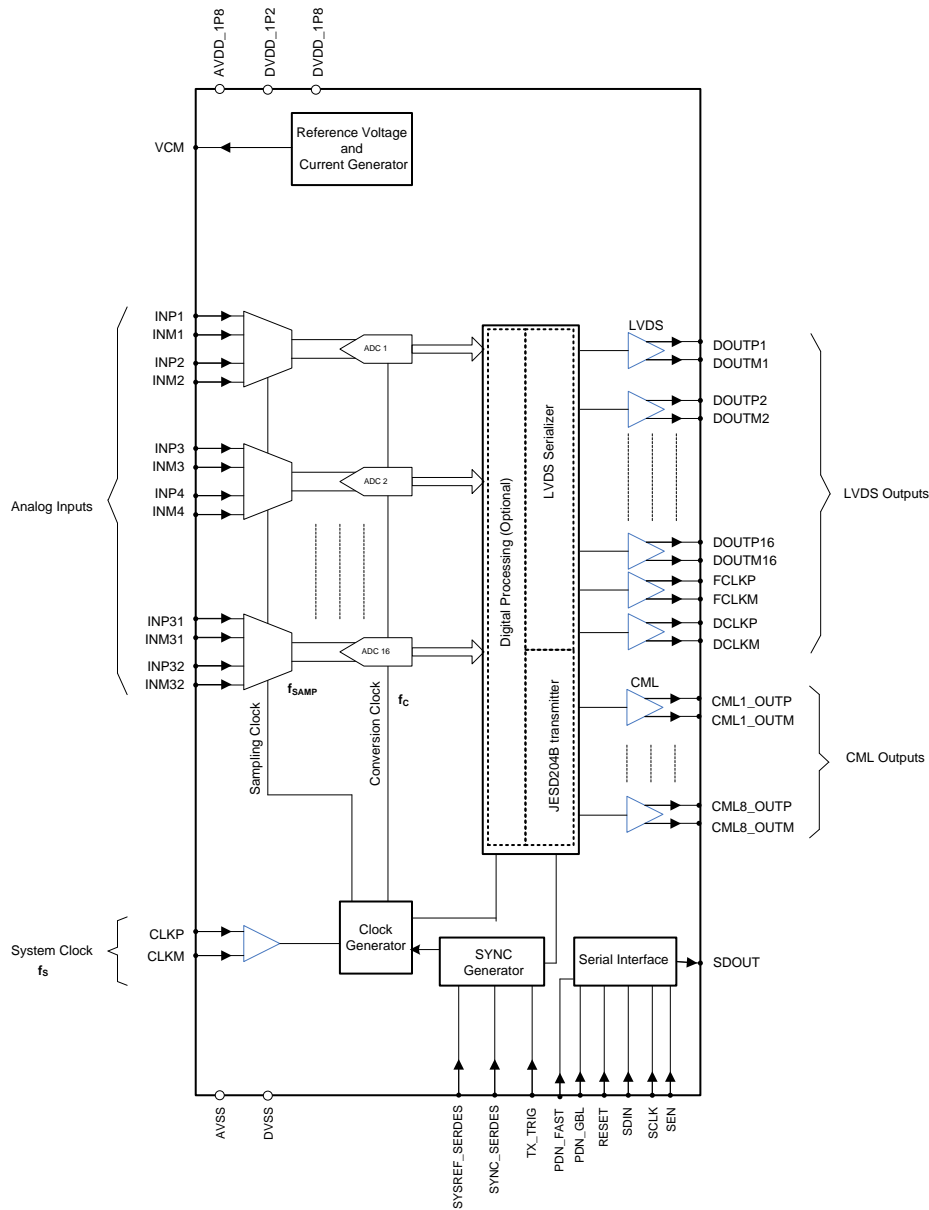 AVDD_1P8
DVDD_1P2
DVDD_1P8
Reference Voltage
and
Current Generator
VCM
INP1
INM1
INP2
INM2
INP3
INM3
INP4
INM4
INP31
INM31
INP32
INM32
Analog Inputs
ADC 1
ADC 2
ADC 16
fSAMP
fC
Sampling Clock
Conversion Clock
Digital Processing (Optional)
LVDS Serializer
JESD204B transmitter
LVDS
DOUTP1
DOUTM1
DOUTP2
DOUTM2
DOUTP16
DOUTM16
FCLKP
FCLKM
DCLKP
DCLKM
LVDS Outputs
CML
CML1_OUTP
CML1_OUTM
CML8_OUTP
CML8_OUTM
CML Outputs
System Clock
fS
CLKP
CLKM
Clock
Generator
SYNC
Generator
Serial Interface
SDOUT
AVSS
DVSS
SYSREF_SERDES
SYNC_SERDES
TX_TRIG
PDN_FAST
PDN_GBL
RESET
SDIN
SCLK
SEN